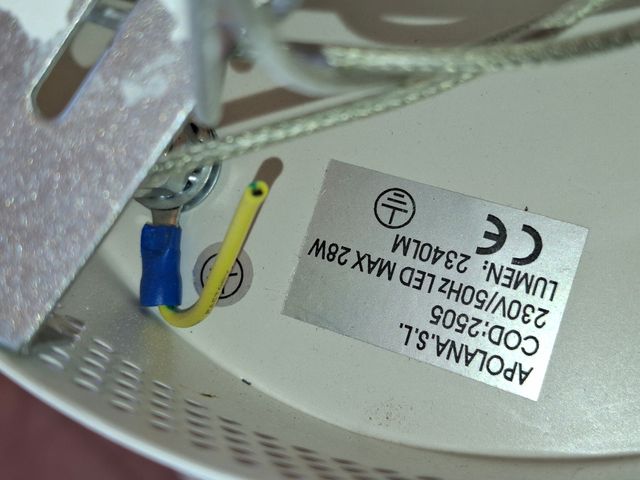 APOLANA.S.L.
COD:2505
230V/50Hz LED MAX 28W
LUMEN: 2340LM
CE